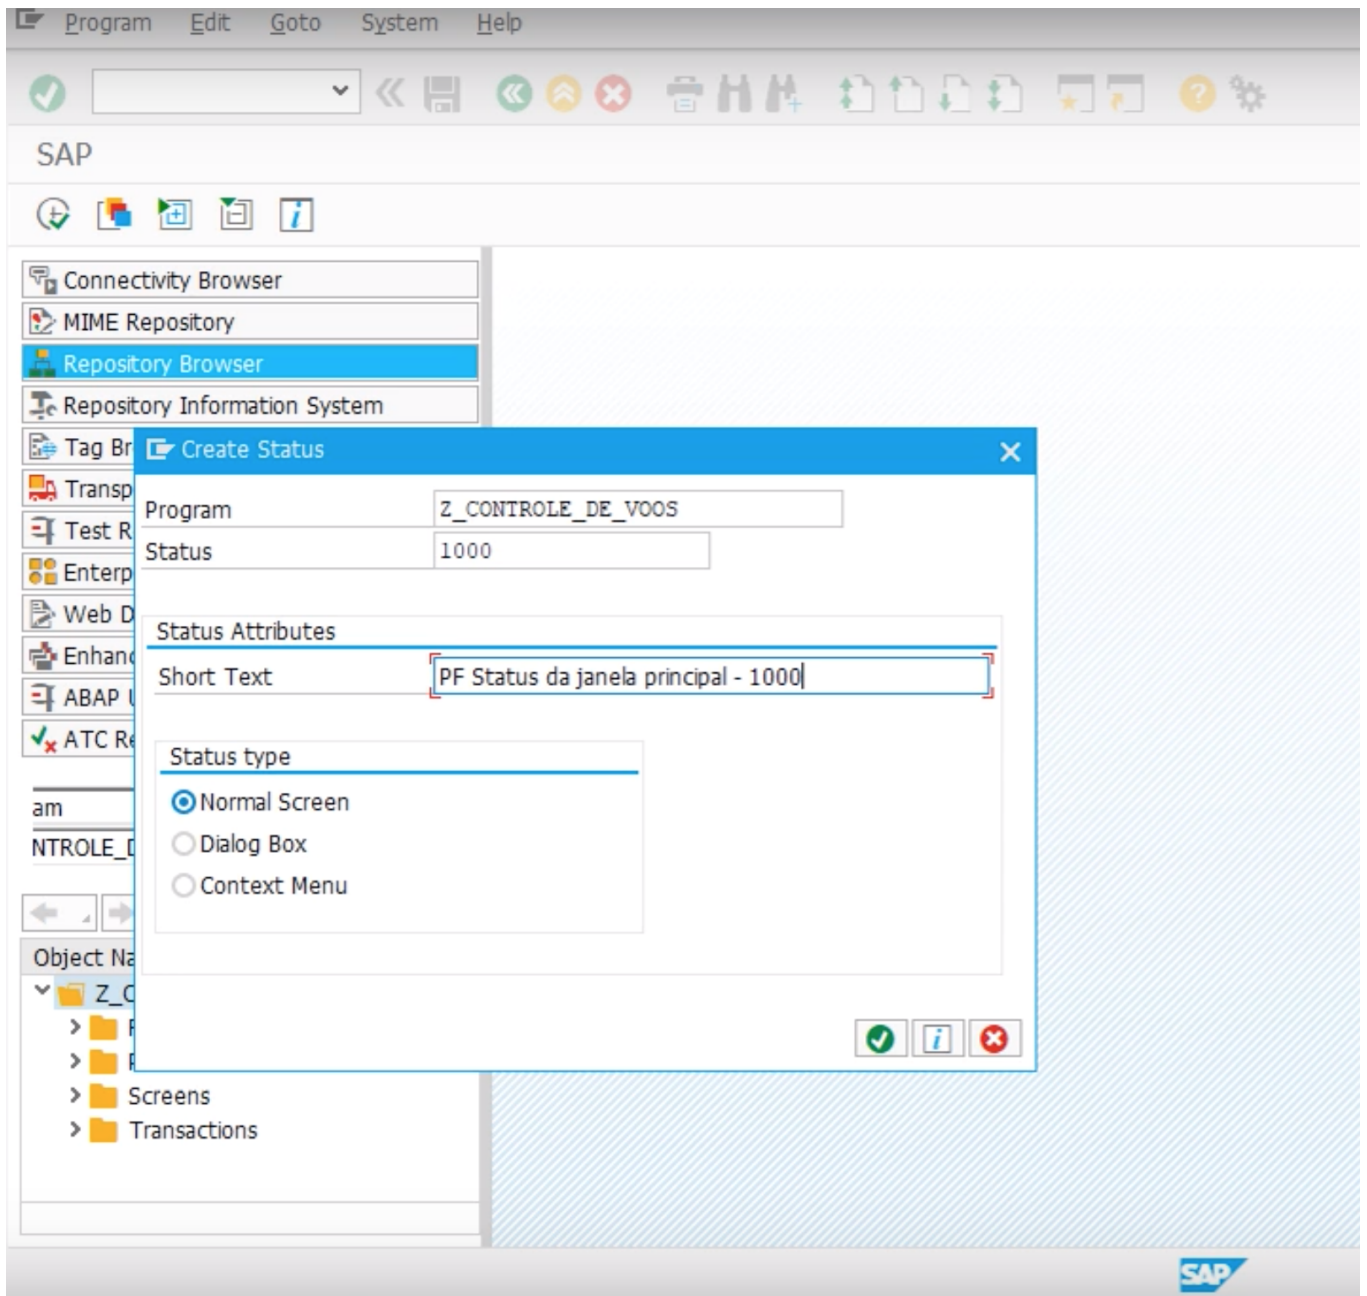 Program Edit Goto System Help
SAP
Connectivity Browser
MIME Repository
Repository Browser
Repository Information System
Tag Br
Create Status
Transp
Program Z_CONTROLE_DE_VOOS
Test R
Status 1000
Enterp
Web D
Status Attributes
Enhanc
Short Text PF Status da janela principal - 1000
ABAP
ATC Re
Status type
Normal Screen
am
Dialog Box
NTROLE_D
Context Menu
Object Na
Z_C
Screens
Transactions
SAP